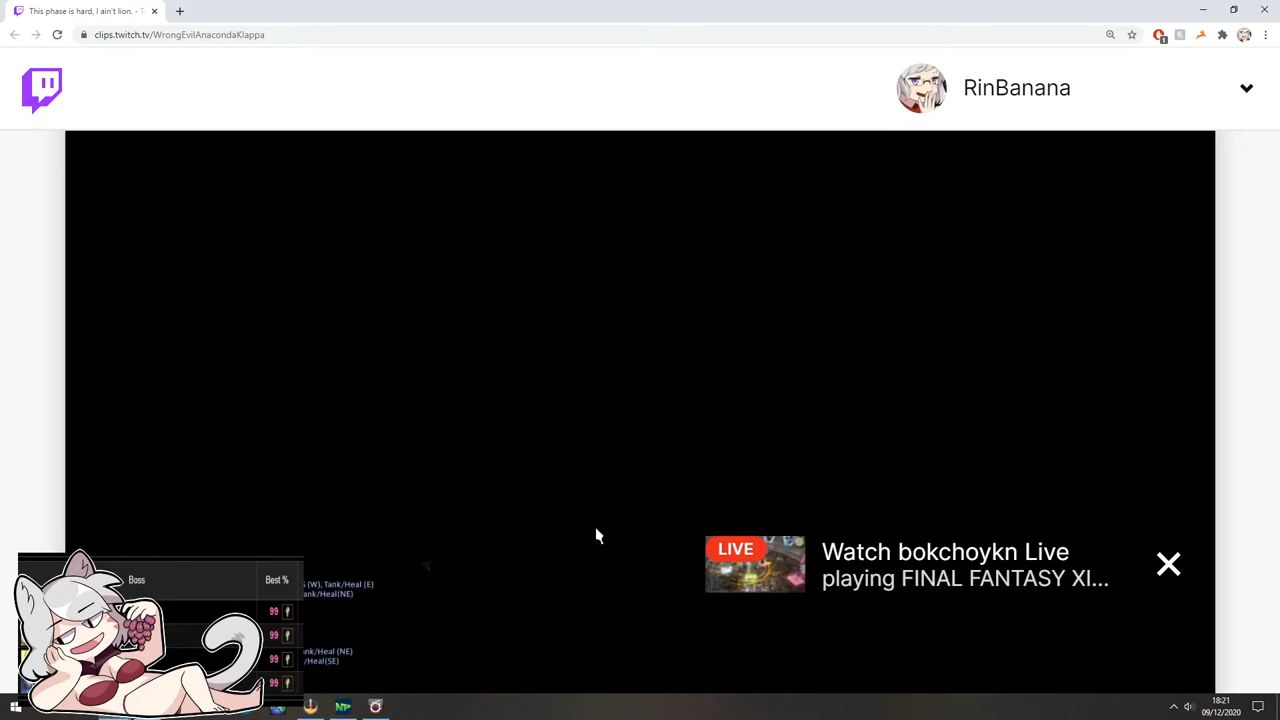 This phase is hard, I ain't lion. - T
clips.twitch.tv/WrongEvilAnacondaKlappa
1
RinBanana
LIVE
Watch bokchoykn Live
playing FINAL FANTASY XI...
Boss
Best %
(W), Tank/Heal (E)
ank/Heal(NE)
99
99
99
99
ank/Heal (NE)
/Heal(SE)
NP
18:21
09/12/2020